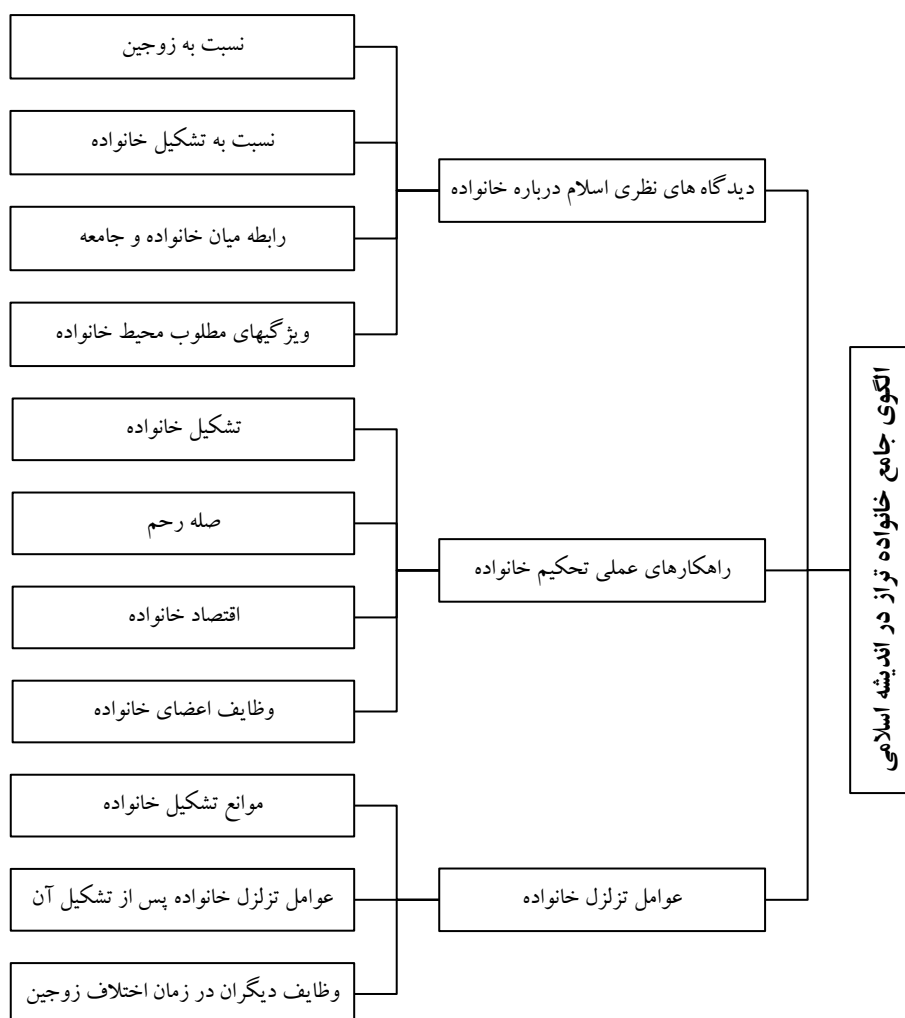 الگوی جامع خانواده تراز در اندیشه اسلامی
دیدگاه های نظری اسلام درباره خانواده
نسبت به زوجین
نسبت به تشکیل خانواده
رابطه میان خانواده و جامعه
ویژگیهای مطلوب محیط خانواده
راهکارهای عملی تحکیم خانواده
تشکیل خانواده
صله رحم
اقتصاد خانواده
وظایف اعضای خانواده
عوامل تزلزل خانواده
موانع تشکیل خانواده
عوامل تزلزل خانواده پس از تشکیل آن
وظایف دیگران در زمان اختلاف زوجین